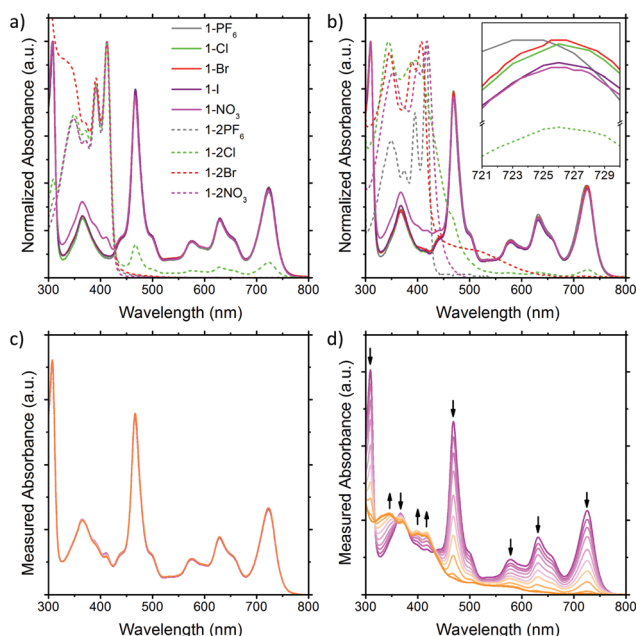 a)
Normalized Absorbance (a.u.)
1-PF6
1-Cl
1-Br
1-I
1-NO3
1-2PF6
1-2Cl
1-2Br
1-2NO3
300 400 500 600 700 800
Wavelength (nm)
b)
Normalized Absorbance (a.u.)
721 723 725 727 729
300 400 500 600 700 800
Wavelength (nm)
c)
Measured Absorbance (a.u.)
300 400 500 600 700 800
Wavelength (nm)
d)
Measured Absorbance (a.u.)
300 400 500 600 700 800
Wavelength (nm)